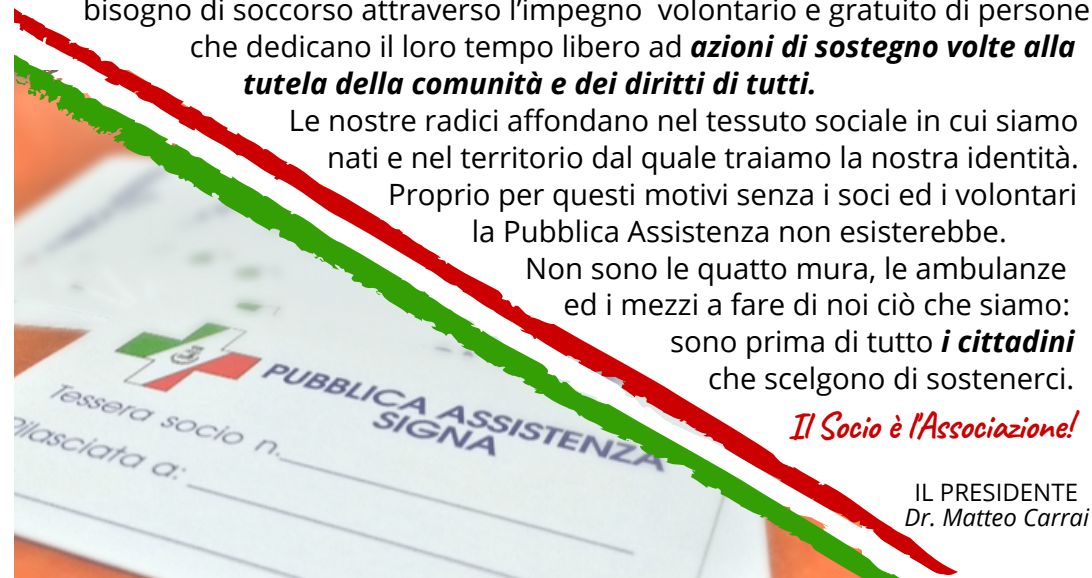 bisogno di soccorso attraverso l’impegno volontario e gratuito di persone
che dedicano il loro tempo libero ad azioni di sostegno volte alla
tutela della comunità e dei diritti di tutti.
Le nostre radici affondano nel tessuto sociale in cui siamo
nati e nel territorio dal quale traiamo la nostra identità.
Proprio per questi motivi senza i soci ed i volontari
la Pubblica Assistenza non esisterebbe.
Non sono le quatto mura, le ambulanze
ed i mezzi a fare di noi ciò che siamo:
sono prima di tutto i cittadini
che scelgono di sostenerci.
Il Socio è l'Associazione!
IL PRESIDENTE
Dr. Matteo Carrai
PUBBLICA ASSISTENZA
SIGNA
Tessera socio n.
Rilasciata a: